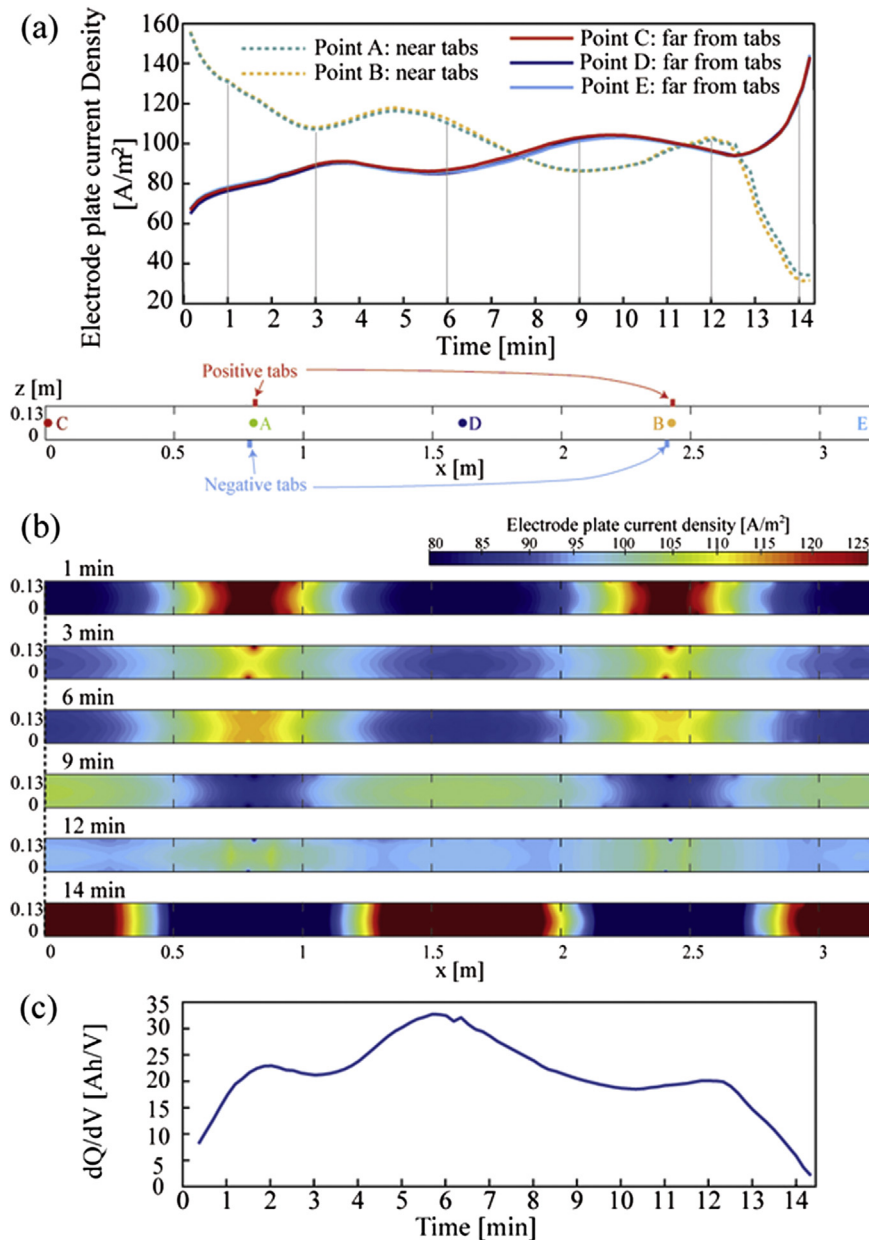 (a)
160
140
120
100
80
60
40
20
Electrode plate current Density
[A/m²]
Point A: near tabs
Point B: near tabs
Point C: far from tabs
Point D: far from tabs
Point E: far from tabs
0 1 2 3 4 5 6 7 8 9 10 11 12 13 14
Time [min]
Positive tabs
z [m]
0.13
0
C A D B E
0 0.5 1 1.5 2 2.5 3
x [m]
Negative tabs
(b)
Electrode plate current density [A/m²]
80 85 90 95 100 105 110 115 120 125
1 min
0.13
0
3 min
0.13
0
6 min
0.13
0
9 min
0.13
0
12 min
0.13
0
14 min
0.13
0
0 0.5 1 1.5 2 2.5 3
x [m]
(c)
35
30
25
20
15
10
5
0
dQ/dV [Ah/V]
0 1 2 3 4 5 6 7 8 9 10 11 12 13 14
Time [min]